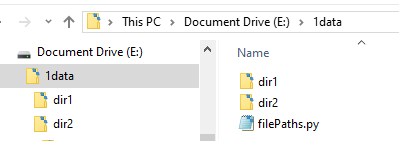 This PC > Document Drive (E:) > 1data
Document Drive (E:)
1data
dir1
dir2
Name
dir1
dir2
filePaths.py